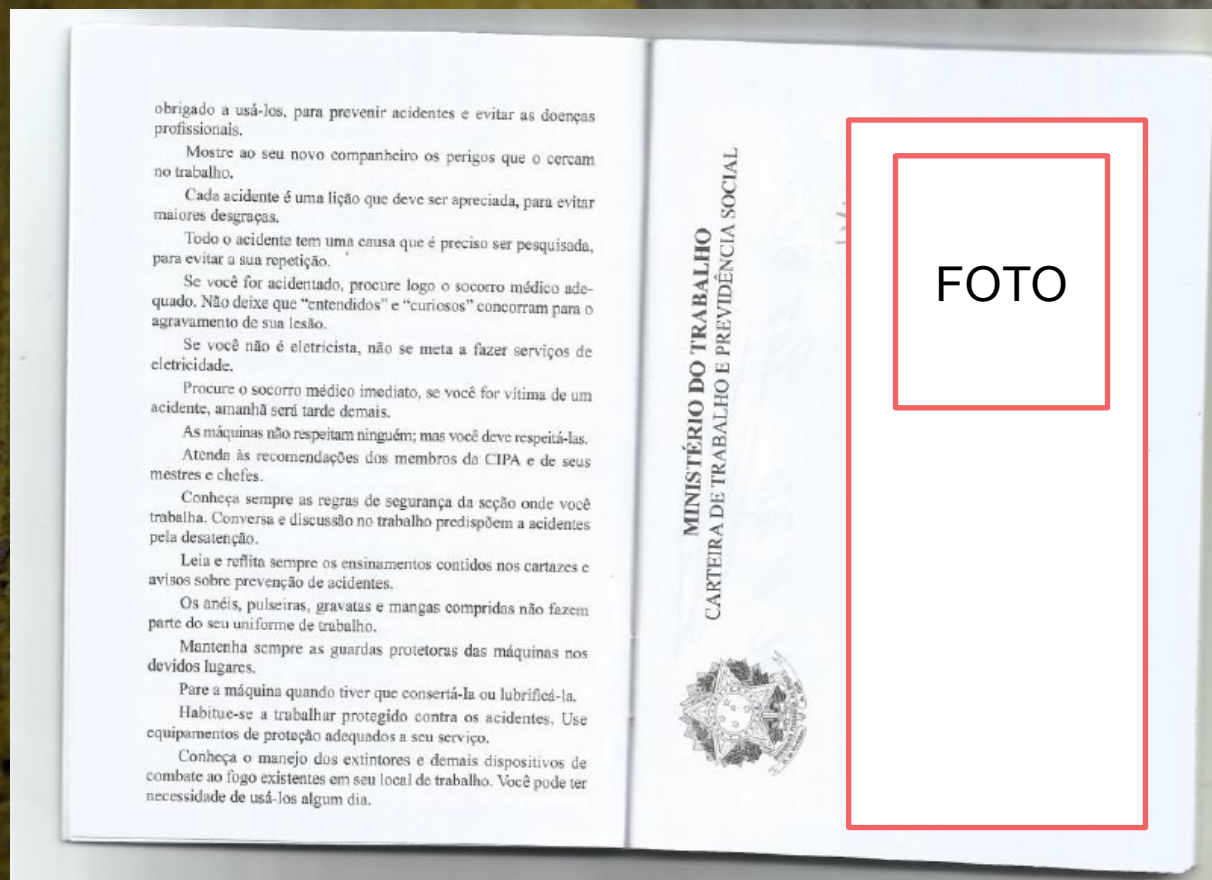 obrigado a usá-los, para prevenir acidentes e evitar as doenças
profissionais.
Mostre ao seu novo companheiro os perigos que o cercam
no trabalho.
Cada acidente é uma lição que deve ser apreciada, para evitar
maiores desgraças.
Todo o acidente tem uma causa que é preciso ser pesquisada,
para evitar a sua repetição.
Se você for acidentado, procure logo o socorro médico ade-
quado. Não deixe que “entendidos” e “curiosos” concorram para o
agravamento de sua lesão.
Se você não é eletricista, não se meta a fazer serviços de
eletricidade.
Procure o socorro médico imediato, se você for vítima de um
acidente, amanhã será tarde demais.
As máquinas não respeitam ninguém; mas você deve respeitá-las.
Atenda às recomendações dos membros da CIPA e de seus
mestres e chefes.
Conheça sempre as regras de segurança da seção onde você
trabalha. Conversa e discussão no trabalho predispõem a acidentes
pela desatenção.
Leia e reflita sempre os ensinamentos contidos nos cartazes e
avisos sobre prevenção de acidentes.
Os anéis, pulseiras, gravatas e mangas compridas não fazem
parte do seu uniforme de trabalho.
Mantenha sempre as guardas protetoras das máquinas nos
devidos lugares.
Pare a máquina quando tiver que consertá-la ou lubrificá-la.
Habitue-se a trabalhar protegido contra os acidentes. Use
equipamentos de proteção adequados a seu serviço.
Conheça o manejo dos extintores e demais dispositivos de
combate ao fogo existentes em seu local de trabalho. Você pode ter
necessidade de usá-los algum dia.
MINISTÉRIO DO TRABALHO
CARTEIRA DE TRABALHO E PREVIDÊNCIA SOCIAL
FOTO